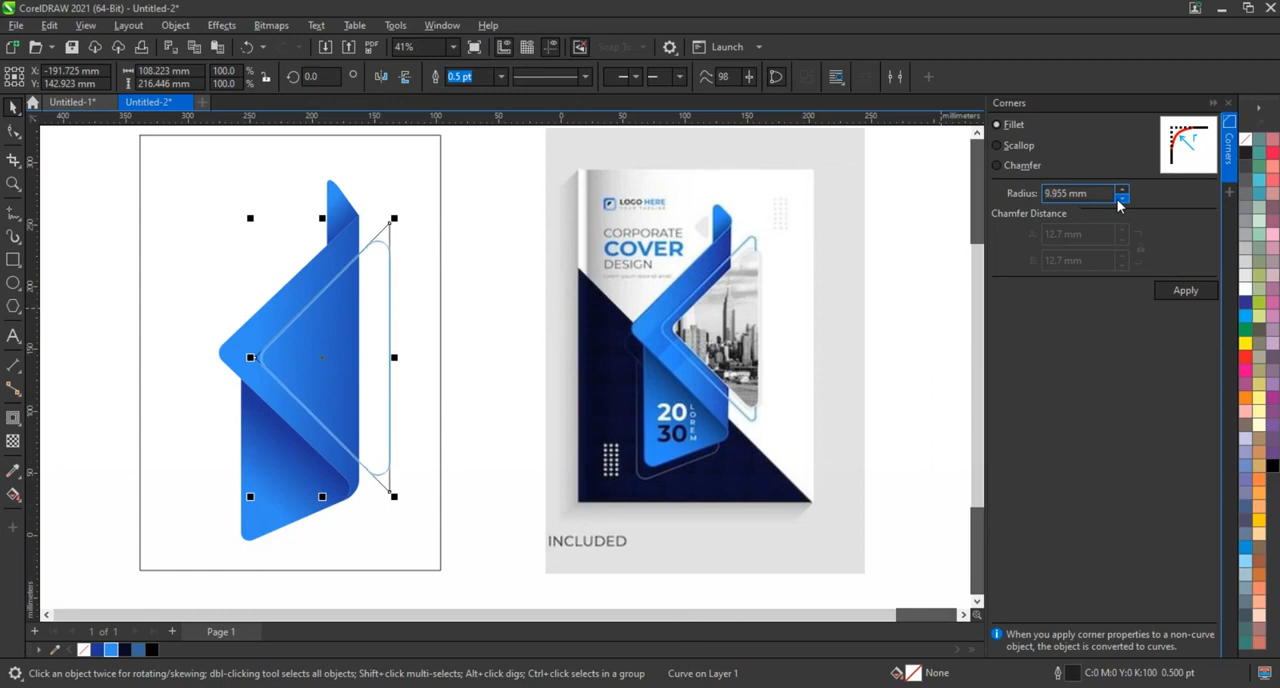 CorelDRAW 2021 (64-Bit) - Untitled-2*
File Edit View Layout Object Effects Bitmaps Text Table Tools Window Help
PDF 41% Snap To Launch
X: -191.725 mm 108.223 mm 100.0 % 0.0 0.5 pt 98
Y: 142.923 mm 216.446 mm 100.0 %
Untitled-1* Untitled-2*
400 350 300 250 200 150 100 50 0 50 100 150 200 250 millimeters
Corners
Fillet
Scallop
Chamfer
r
Radius: 9.955 mm
Chamfer Distance
A: 12.7 mm
B: 12.7 mm
Apply
Corners
LOGO HERE
CORPORATE
COVER
DESIGN
20
30
LOREM
INCLUDED
millimeters
1 of 1 Page 1
When you apply corner properties to a non-curve
object, the object is converted to curves.
Click an object twice for rotating/skewing; dbl-clicking tool selects all objects; Shift+click multi-selects; Alt+click digs; Ctrl+click selects in a group Curve on Layer 1 None C:0 M:0 Y:0 K:100 0.500 pt